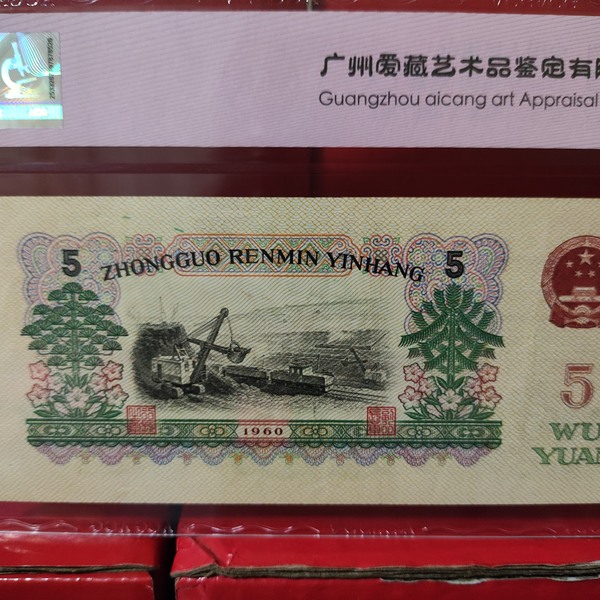 广州爱藏艺术品鉴定有
Guangzhou aicang art Appraisal
5 ZHONGGUO RENMIN YINHANG 5
5
WU
YUAN
1960